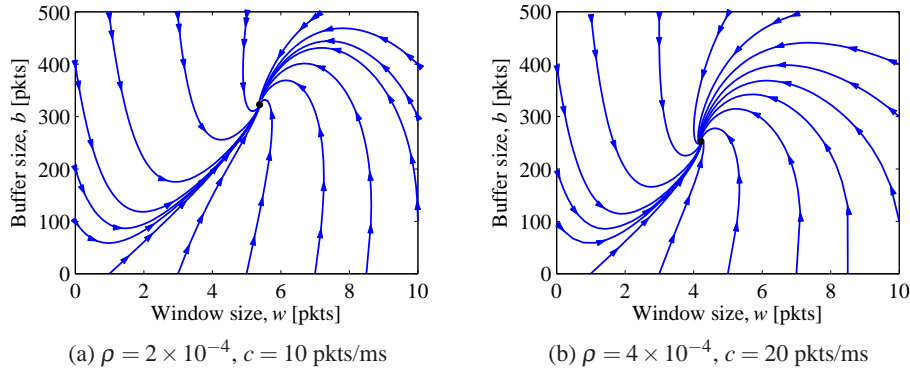 500
400
300
200
100
0
Buffer size, b [pkts]
0 2 4 6 8 10
Window size, w [pkts]
(a) ρ = 2 × 10⁻⁴, c = 10 pkts/ms
500
400
300
200
100
0
Buffer size, b [pkts]
0 2 4 6 8 10
Window size, w [pkts]
(b) ρ = 4 × 10⁻⁴, c = 20 pkts/ms